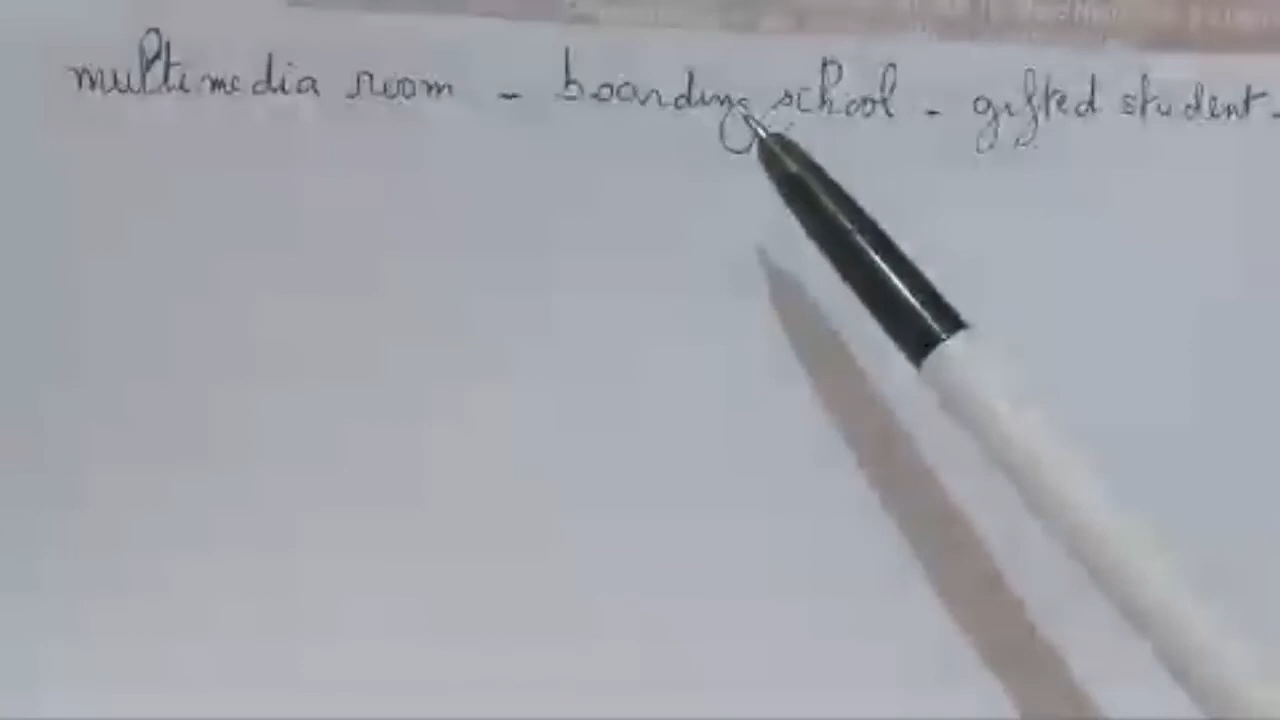 multimedia room - boarding school - gifted student -